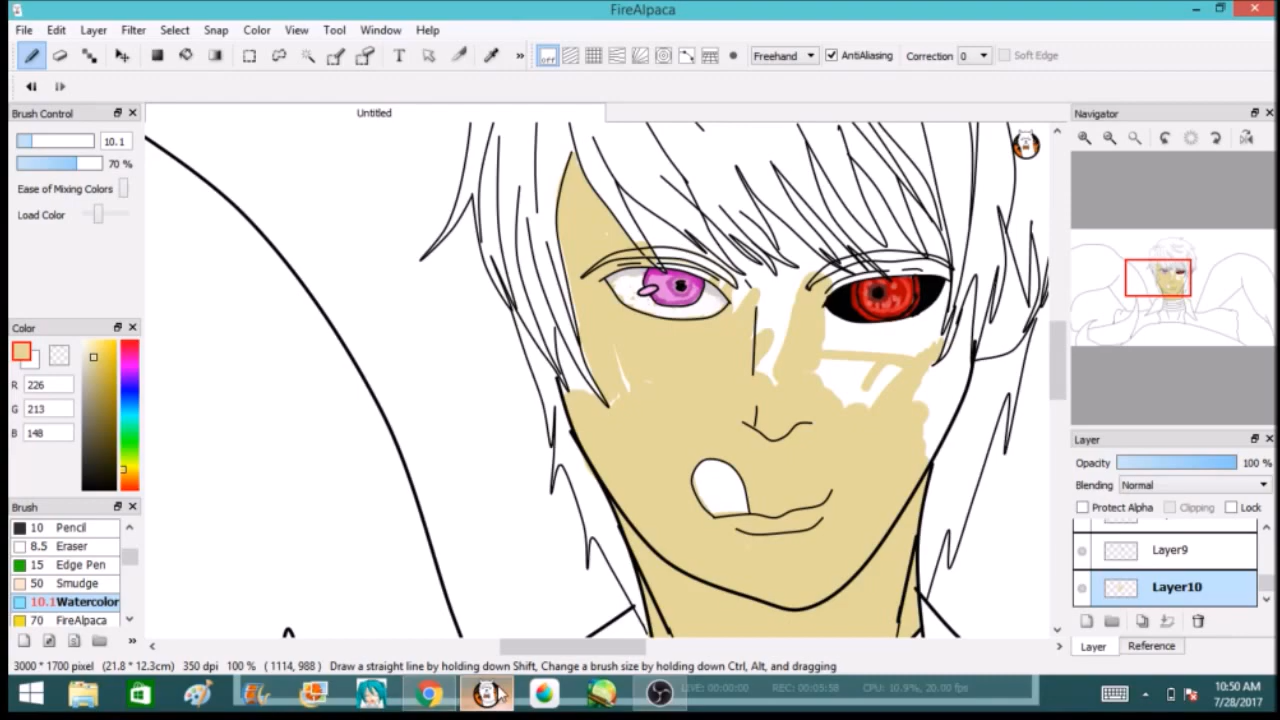 FireAlpaca
File Edit Layer Filter Select Snap Color View Tool Window Help
T » off Freehand AntiAliasing Correction 0 Soft Edge
Brush Control
Untitled
Navigator
10.1
70 %
Ease of Mixing Colors
Load Color
Color
R 226
G 213
B 148
Layer
Opacity 100 %
Blending Normal
Protect Alpha Clipping Lock
Layer9
Layer10
Brush
10 Pencil
8.5 Eraser
15 Edge Pen
50 Smudge
10.1 Watercolor
70 FireAlpaca
»
Layer Reference
3000 * 1700 pixel (21.8 * 12.3cm) 350 dpi 100 % ( 1114, 988 ) Draw a straight line by holding down Shift, Change a brush size by holding down Ctrl, Alt, and dragging
LIVE: 00:00:00 REC: 00:05:58 CPU: 10.9%, 20.00 fps
10:50 AM
7/28/2017